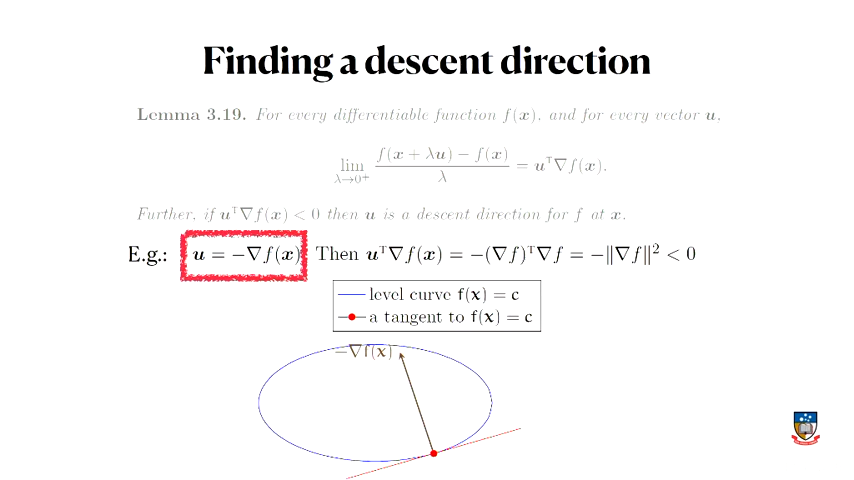 Finding a descent direction
Lemma 3.19. For every differentiable function f(x), and for every vector u,
lim λ→0⁺ f(x + λu) − f(x) / λ = uᵀ∇f(x).
Further, if uᵀ∇f(x) < 0 then u is a descent direction for f at x.
E.g.: u = −∇f(x) Then uᵀ∇f(x) = −(∇f)ᵀ∇f = −‖∇f‖² < 0
level curve f(x) = c
a tangent to f(x) = c
−∇f(x)